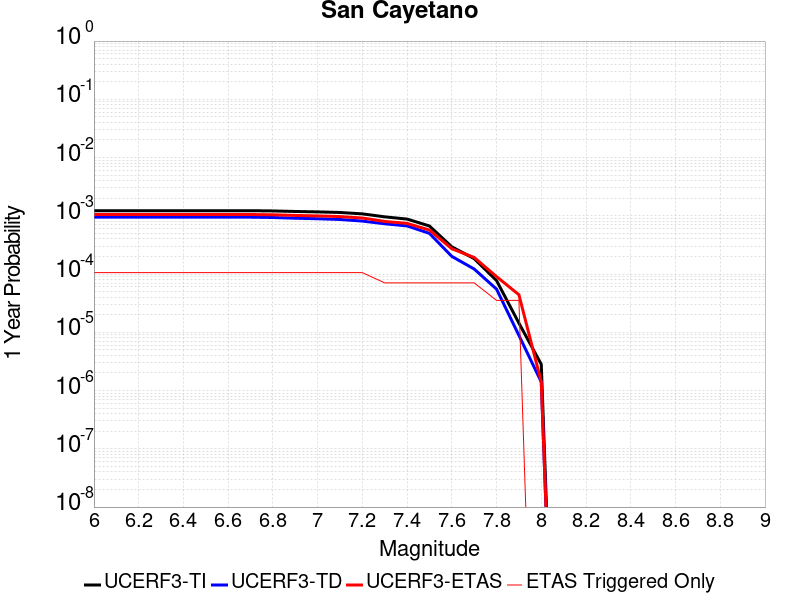 San Cayetano
10^0
10^-1
10^-2
10^-3
10^-4
10^-5
10^-6
10^-7
10^-8
1 Year Probability
6 6.2 6.4 6.6 6.8 7 7.2 7.4 7.6 7.8 8 8.2 8.4 8.6 8.8 9
Magnitude
UCERF3-TI UCERF3-TD UCERF3-ETAS ETAS Triggered Only